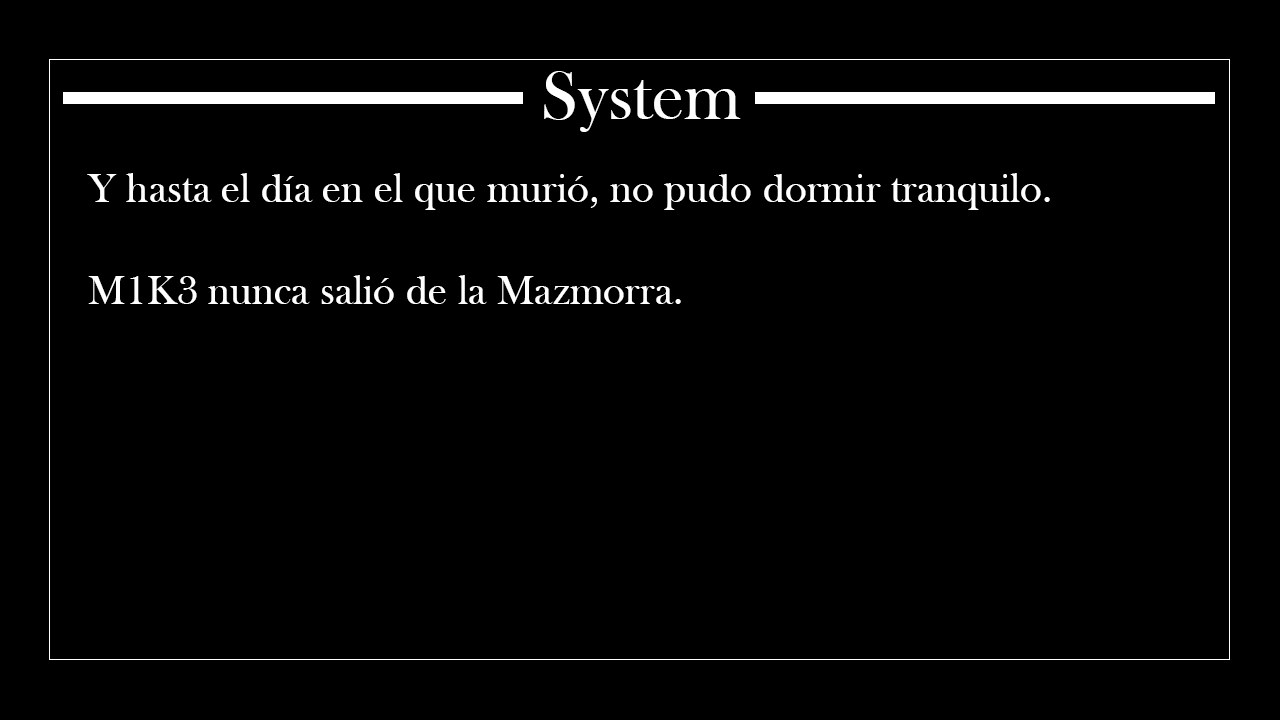 System
Y hasta el día en el que murió, no pudo dormir tranquilo.
M1K3 nunca salió de la Mazmorra.